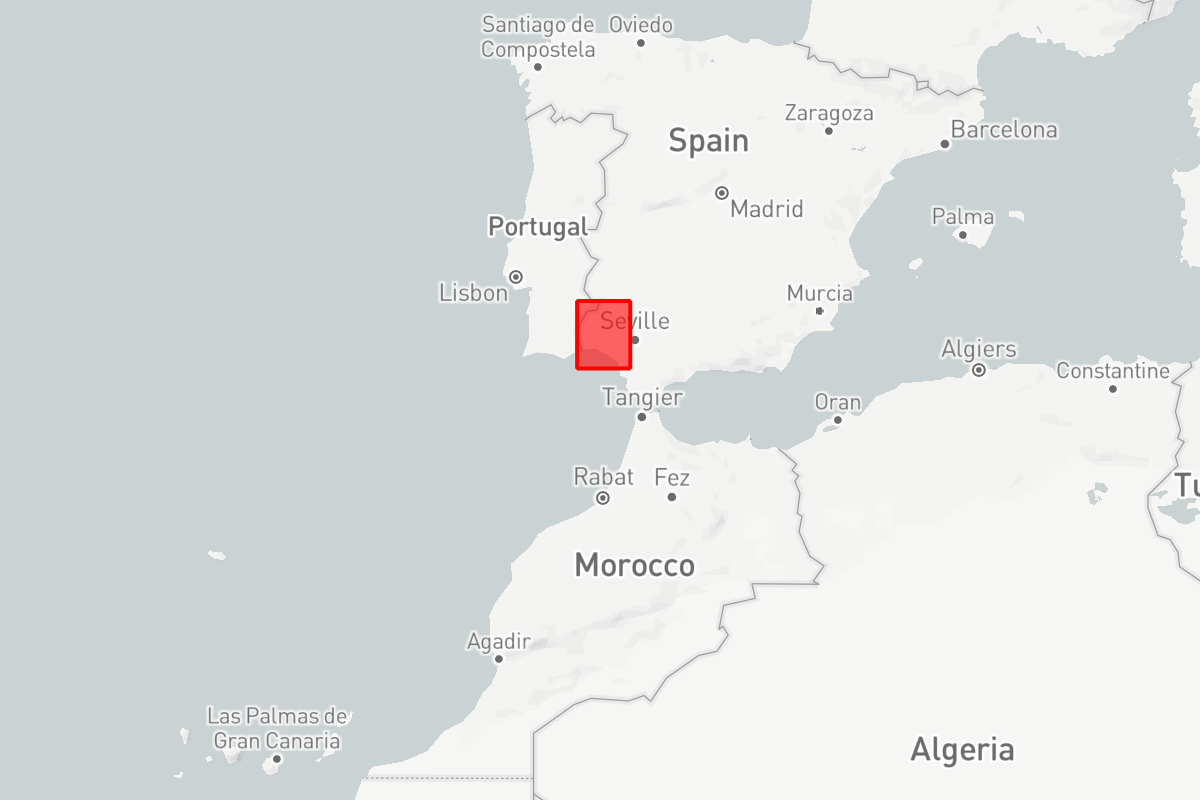 Santiago de
Compostela
Oviedo
Zaragoza
Barcelona
Spain
Madrid
Palma
Portugal
Lisbon
Murcia
Seville
Algiers
Constantine
Tangier
Oran
Rabat
Fez
Tu
Morocco
Agadir
Las Palmas de
Gran Canaria
Algeria